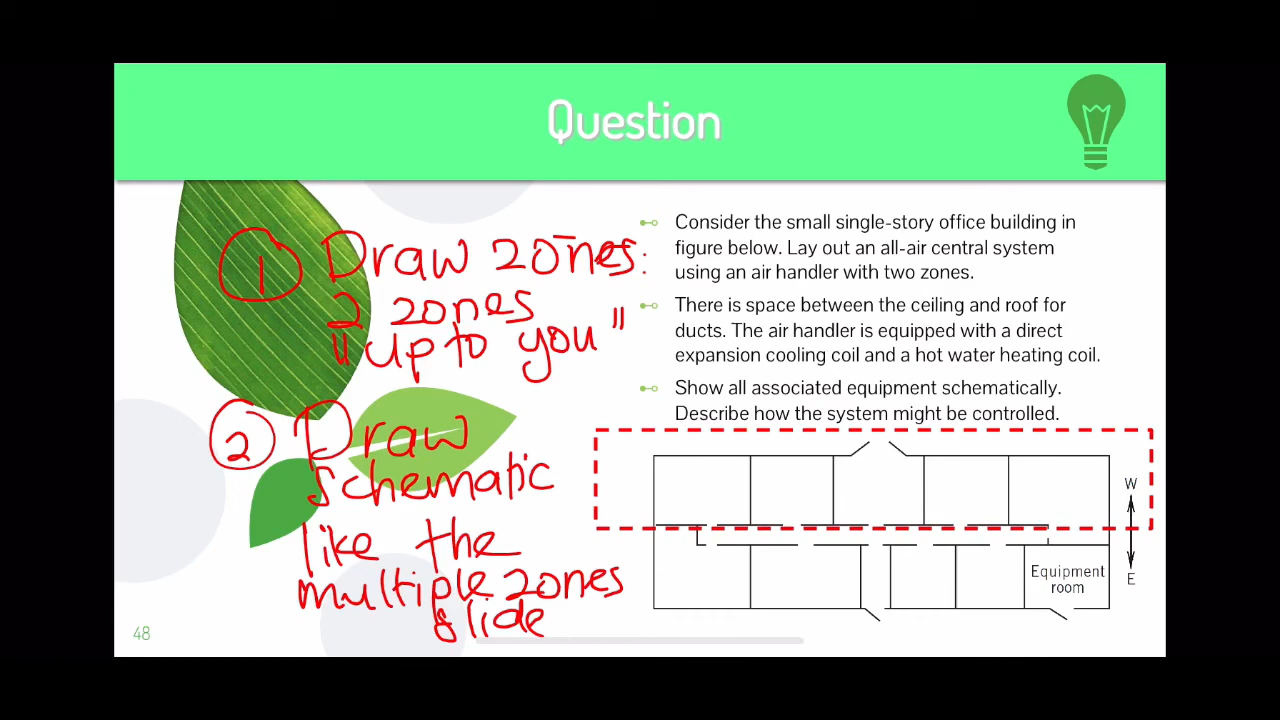 Question
① Draw zones:
2 zones
"up to you"
② Draw
schematic
like the
multiple zones
slide
Consider the small single-story office building in
figure below. Lay out an all-air central system
using an air handler with two zones.
There is space between the ceiling and roof for
ducts. The air handler is equipped with a direct
expansion cooling coil and a hot water heating coil.
Show all associated equipment schematically.
Describe how the system might be controlled.
W
E
Equipment
room
48